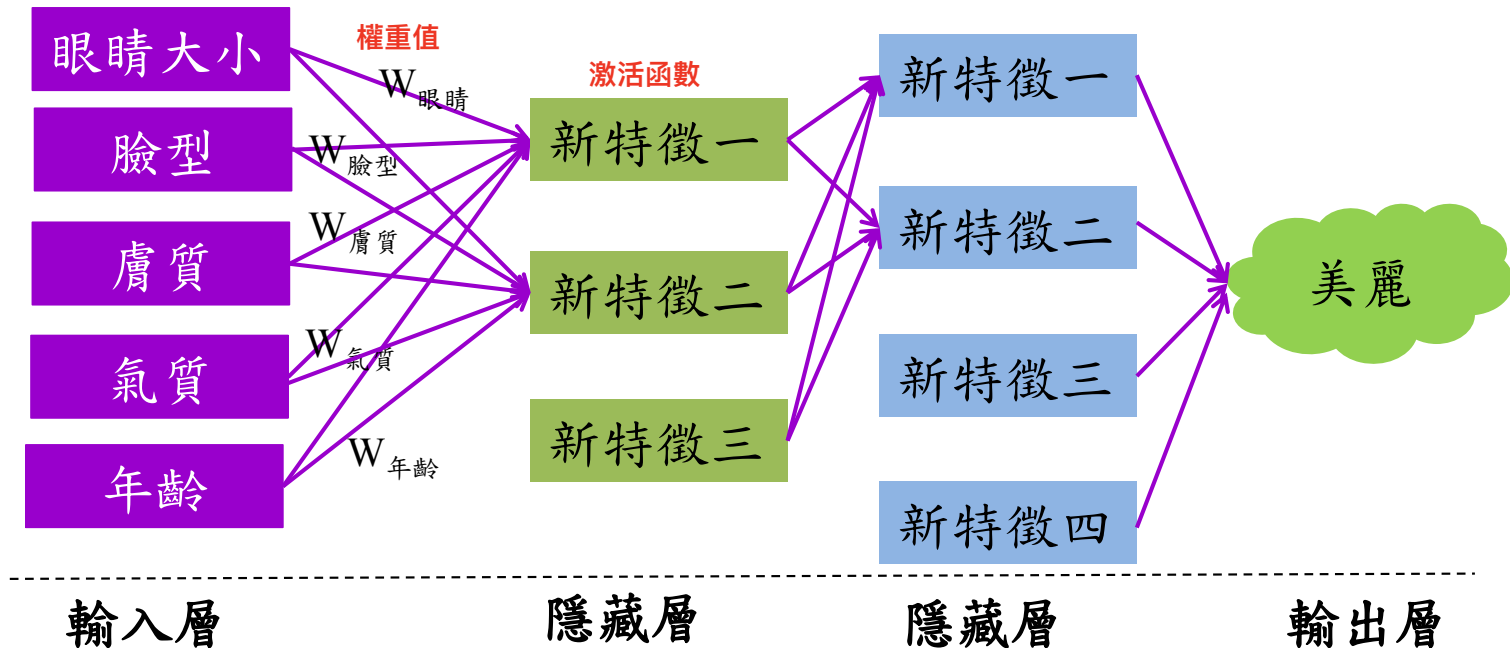 眼睛大小
臉型
膚質
氣質
年齡
權重值
W眼睛
W臉型
W膚質
W氣質
W年齡
激活函數
新特徵一
新特徵二
新特徵三
新特徵一
新特徵二
新特徵三
新特徵四
美麗
輸入層
隱藏層
隱藏層
輸出層